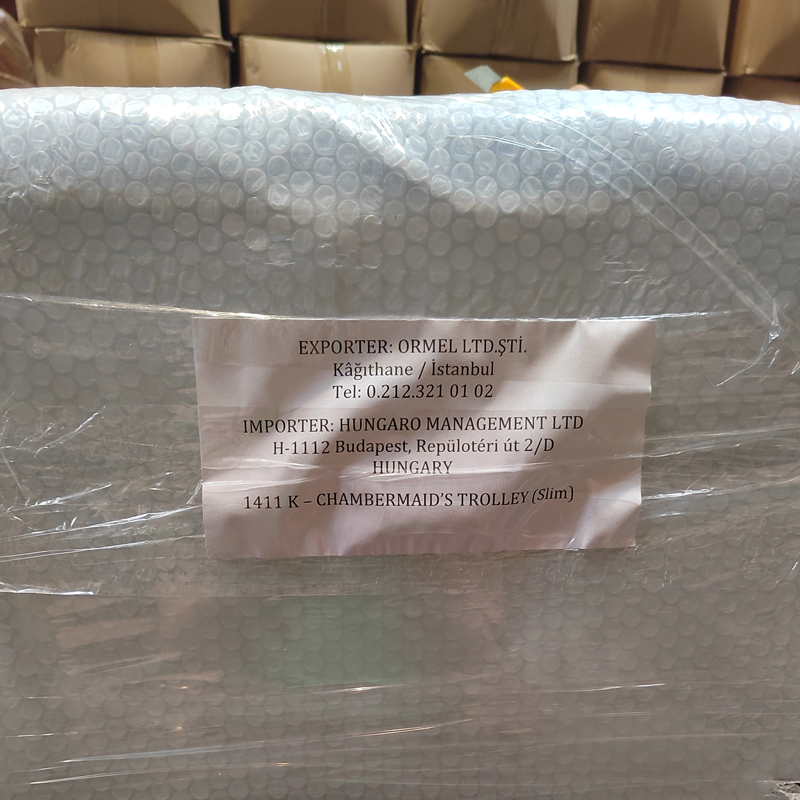 EXPORTER: ORMEL LTD.ŞTİ.
Kâğıthane / İstanbul
Tel: 0.212.321 01 02
IMPORTER: HUNGARO MANAGEMENT LTD
H-1112 Budapest, Repülotéri út 2/D
HUNGARY
1411 K – CHAMBERMAID'S TROLLEY (Slim)